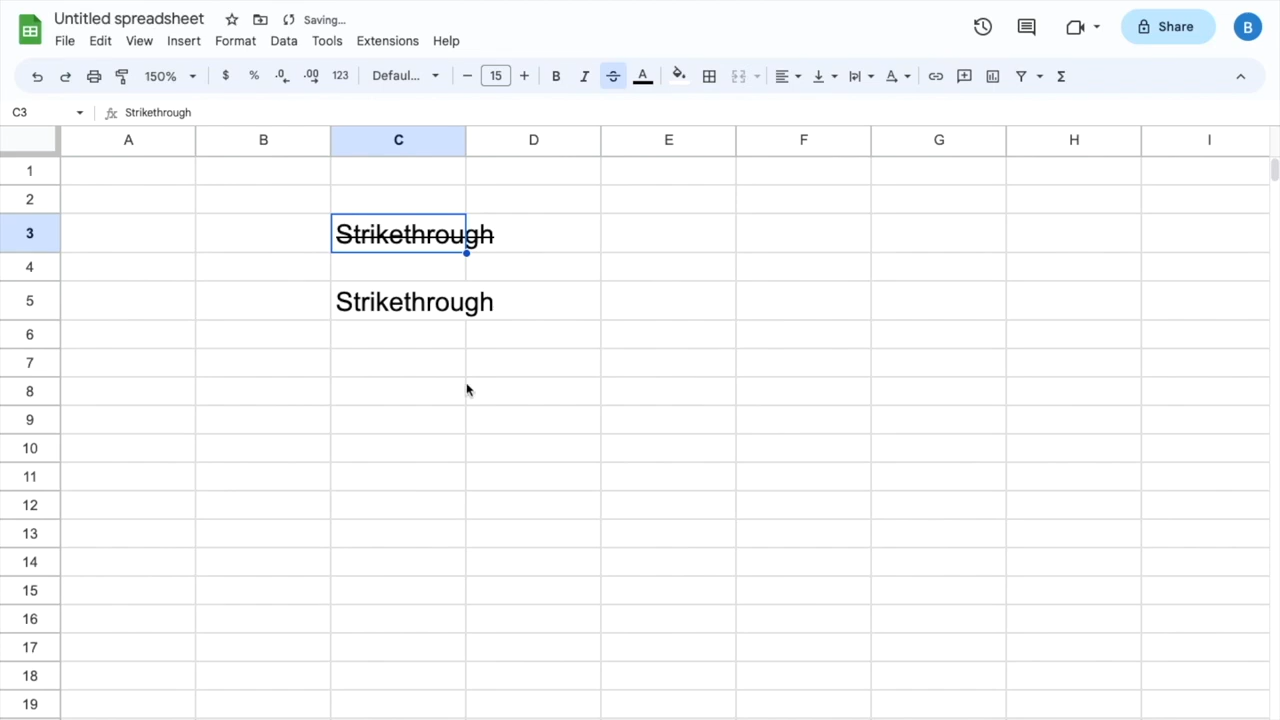 Untitled spreadsheet Saving...
File Edit View Insert Format Data Tools Extensions Help
Share B
150% $ % .0 .00 123 Defaul... − 15 + B I S A Σ
C3 fx Strikethrough
A B C D E F G H I
1
2
3 Strikethrough
4
5 Strikethrough
6
7
8
9
10
11
12
13
14
15
16
17
18
19